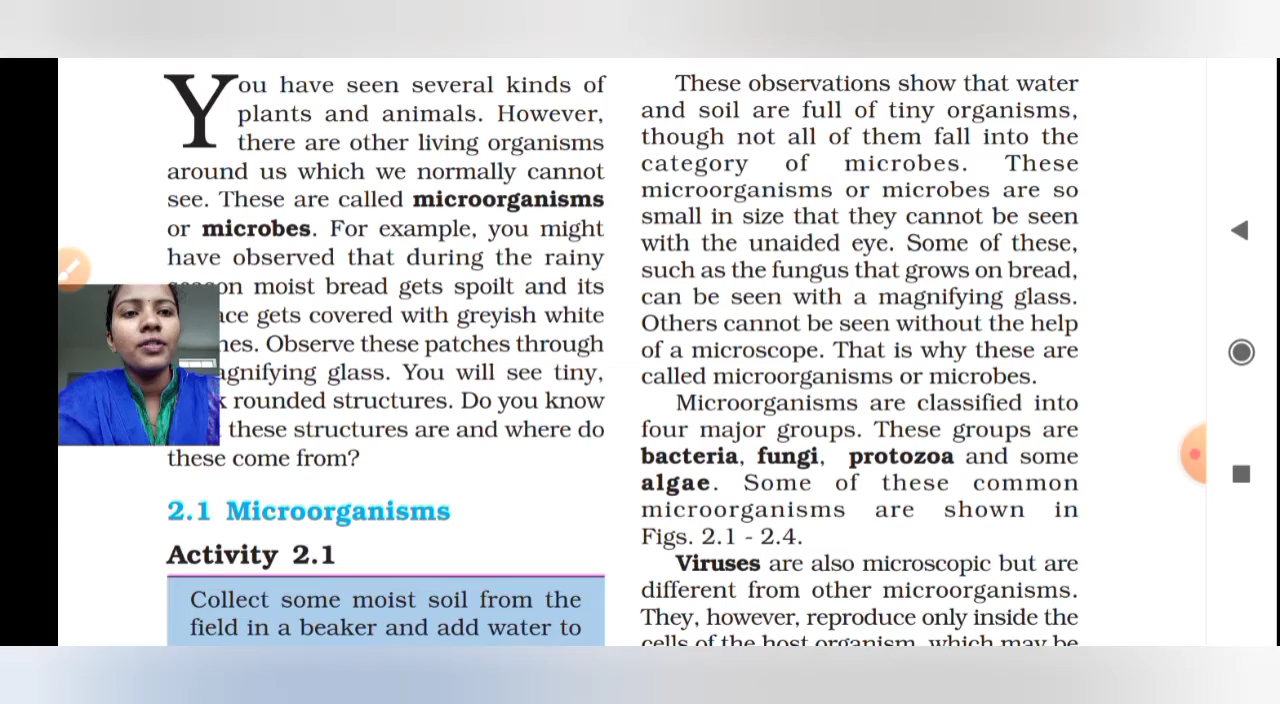 You have seen several kinds of
plants and animals. However,
there are other living organisms
around us which we normally cannot
see. These are called microorganisms
or microbes. For example, you might
have observed that during the rainy
moist bread gets spoilt and its
gets covered with greyish white
Observe these patches through
glass. You will see tiny,
rounded structures. Do you know
these structures are and where do
these come from?
2.1 Microorganisms
Activity 2.1
Collect some moist soil from the
field in a beaker and add water to
These observations show that water
and soil are full of tiny organisms,
though not all of them fall into the
category of microbes. These
microorganisms or microbes are so
small in size that they cannot be seen
with the unaided eye. Some of these,
such as the fungus that grows on bread,
can be seen with a magnifying glass.
Others cannot be seen without the help
of a microscope. That is why these are
called microorganisms or microbes.
Microorganisms are classified into
four major groups. These groups are
bacteria, fungi, protozoa and some
algae. Some of these common
microorganisms are shown in
Figs. 2.1 - 2.4.
Viruses are also microscopic but are
different from other microorganisms.
They, however, reproduce only inside the
cells of the host organism, which may be